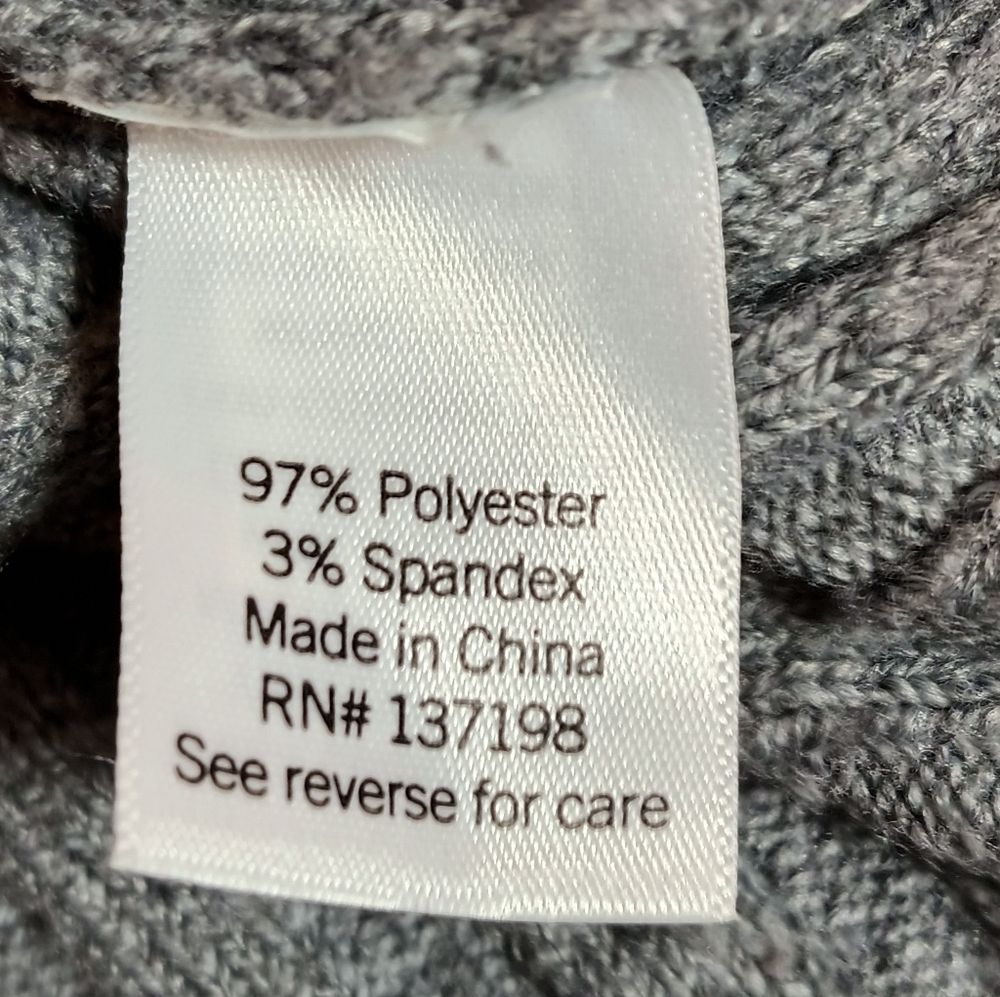 97% Polyester
3% Spandex
Made in China
RN# 137198
See reverse for care